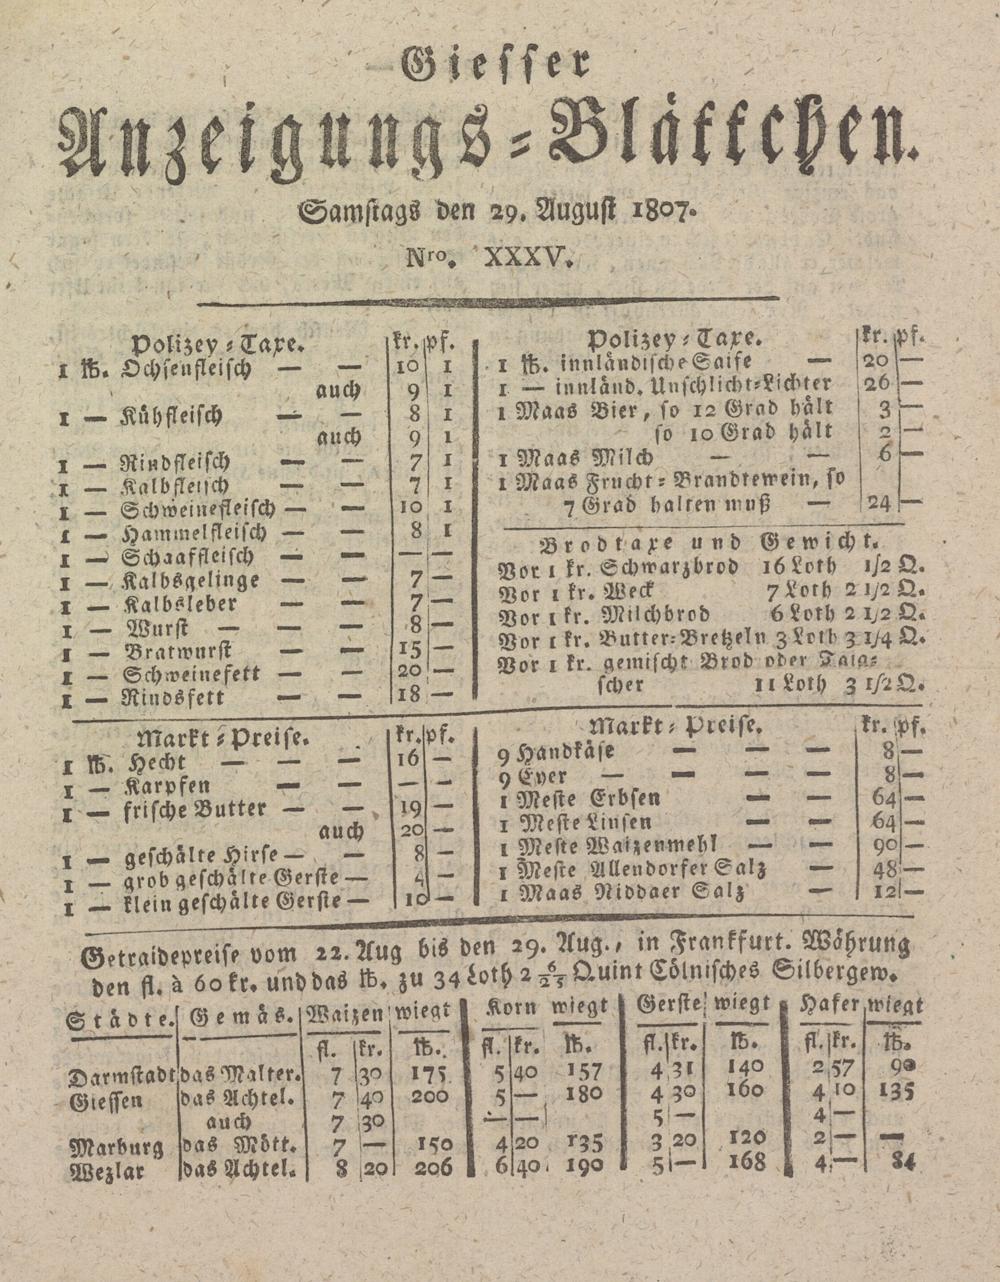 Giesser
Anzeigungs-Blättchen.
Samstags den 29. August 1807.
Nro. XXXV.
Polizey-Taxe. kr. pf.
1 ℔. Ochsenfleisch — — 10 1
auch 9 1
1 — Kühfleisch — — 8 1
auch 9 1
1 — Rindfleisch — — 7 1
1 — Kalbfleisch — — 7 1
1 — Schweinefleisch — — 10 1
1 — Hammelfleisch — — 8 1
1 — Schaaffleisch — — — —
1 — Kalbsgelinge — — 7 —
1 — Kalbsleber — — 7 —
1 — Wurst — — — 8 —
1 — Bratwurst — — 15 —
1 — Schweinefett — — 20 —
1 — Rindsfett — — 18 —
Polizey-Taxe. kr. pf.
1 ℔. innländische Saife — 20 —
1 — innländ. Unschlicht-Lichter 26 —
1 Maas Bier, so 12 Grad hält 3 —
so 10 Grad hält 2 —
1 Maas Milch — — 6 —
1 Maas Frucht-Brandtewein, so
7 Grad halten muß — 24 —
Brodtaxe und Gewicht.
Vor 1 kr. Schwarzbrod 16 Loth 1/2 Q.
Vor 1 kr. Weck 7 Loth 2 1/2 Q.
Vor 1 kr. Milchbrod 6 Loth 2 1/2 Q.
Vor 1 kr. Butter-Bretzeln 3 Loth 3 1/4 Q.
Vor 1 kr. gemischt Brod oder Taig-
scher 11 Loth 3 1/2 Q.
Markt-Preise. kr. pf.
1 ℔. Hecht — — — 16 —
1 — Karpfen — — — —
1 — frische Butter — — 19 —
auch 20 —
1 — geschälte Hirse — — 8 —
1 — grob geschälte Gerste — 4 —
1 — klein geschälte Gerste — 10 —
Markt-Preise. kr. pf.
9 Handkäse — — — 8 —
9 Eyer — — — — 8 —
1 Meste Erbsen — — 64 —
1 Meste Linsen — — 64 —
1 Meste Waizenmehl — — 90 —
1 Meste Allendorfer Salz — 48 —
1 Maas Niddaer Salz — 12 —
Getraidepreise vom 22. Aug bis den 29. Aug., in Frankfurt. Währung
den fl. à 60 kr. und das ℔. zu 34 Loth 2 6/25 Quint Cölnisches Silbergew.
Städte. Gemäs. Waizen wiegt Korn wiegt Gerste wiegt Hafer wiegt
fl. kr. ℔. fl. kr. ℔. fl. kr. ℔. fl. kr. ℔.
Darmstadt das Malter. 7 30 175 5 40 157 4 31 140 2 57 90
Giessen das Achtel. 7 40 200 5 — 180 4 30 160 4 10 135
auch 7 30 — — 5 — 4 —
Marburg das Mött. 7 — 150 4 20 135 3 20 120 2 — —
Wezlar das Achtel. 8 20 206 6 40 190 5 — 168 4 — 84